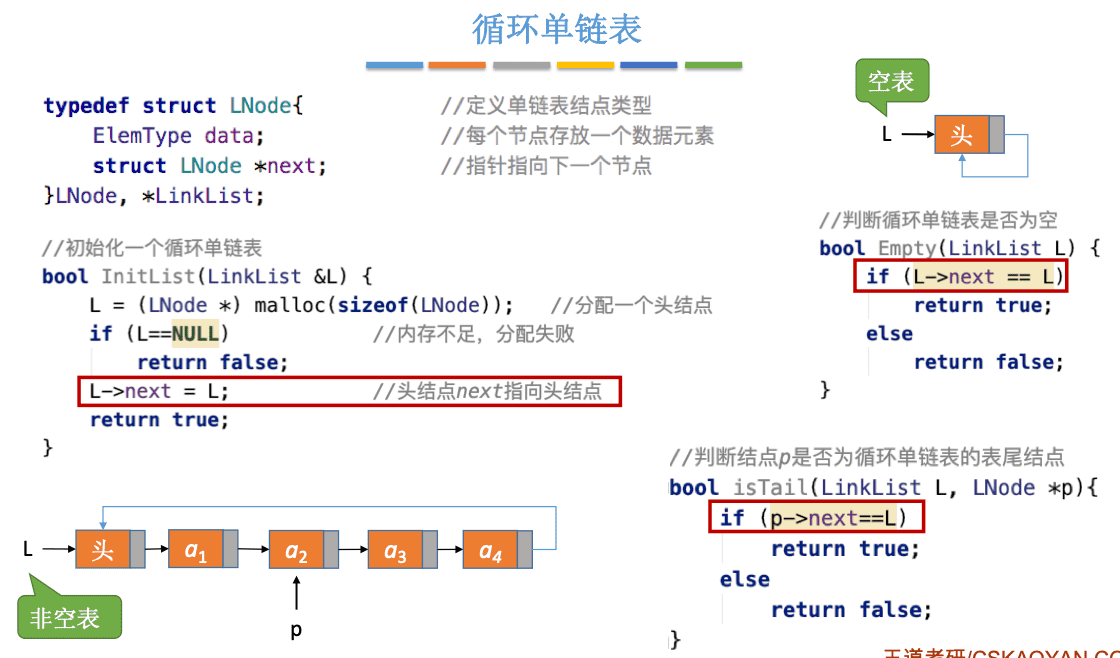 循环单链表
typedef struct LNode{ //定义单链表结点类型
ElemType data; //每个节点存放一个数据元素
struct LNode *next; //指针指向下一个节点
}LNode, *LinkList;
空表
L
头
//初始化一个循环单链表
bool InitList(LinkList &L) {
L = (LNode *) malloc(sizeof(LNode)); //分配一个头结点
if (L==NULL) //内存不足，分配失败
return false;
L->next = L; //头结点next指向头结点
return true;
}
//判断循环单链表是否为空
bool Empty(LinkList L) {
if (L->next == L)
return true;
else
return false;
}
//判断结点p是否为循环单链表的表尾结点
bool isTail(LinkList L, LNode *p){
if (p->next==L)
return true;
else
return false;
}
L 头 a1 a2 a3 a4
非空表
p
王道考研/CSKAOYAN.CO